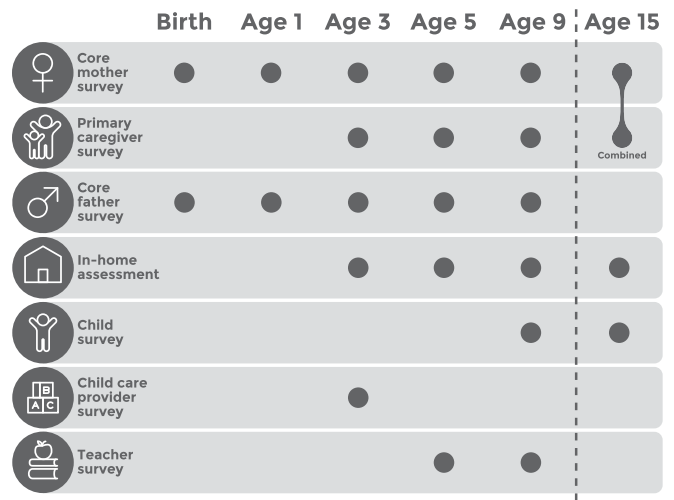 Birth Age 1 Age 3 Age 5 Age 9 Age 15
Core
mother
survey
Primary
caregiver
survey
Combined
Core
father
survey
In-home
assessment
Child
survey
B
A C
Child care
provider
survey
Teacher
survey